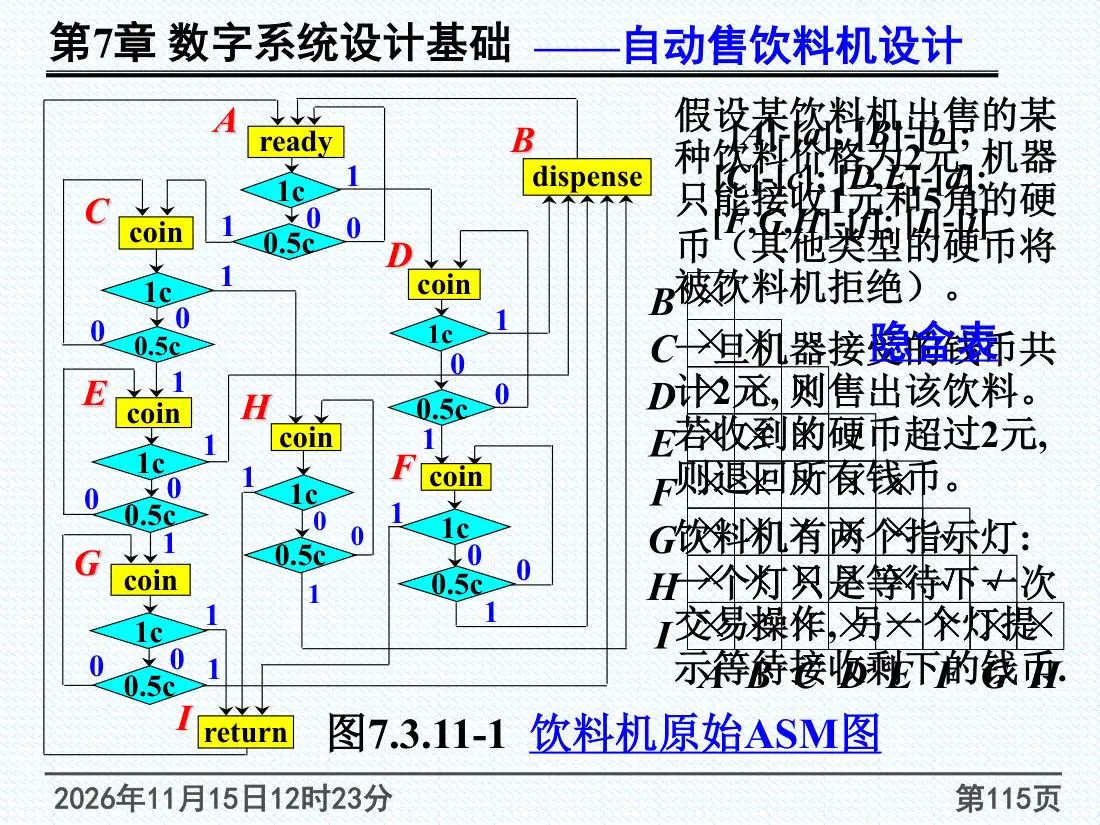 第7章 数字系统设计基础 ——自动售饮料机设计
A
ready
1c
1
0
0.5c
1
0
B
dispense
C
coin
1c
1
0
0.5c
0
1
D
coin
1c
1
0
0.5c
0
1
E
coin
1c
1
0
0.5c
0
1
H
coin
1c
1
0
0.5c
0
1
F
coin
1c
1
0
0.5c
0
1
G
coin
1c
1
0
0.5c
0
1
I
return
假设某饮料机出售的某
种饮料价格为2元, 机器
只能接收1元和5角的硬
币（其他类型的硬币将
被饮料机拒绝）。
一旦机器接受的钱币共
计2元, 则售出该饮料。
若收到的硬币超过2元,
则退回所有钱币。
饮料机有两个指示灯:
一个灯只是等待下一次
交易操作, 另一个灯提
示等待接收剩下的钱币.
[A]-[a]; [B]-[b];
[C]-[c]; [D,E]-[d];
[F,G,H]-[f]; [I]-[i]
隐含表
B
C
D
E
F
G
H
I
A B C D E F G H
图7.3.11-1 饮料机原始ASM图
2026年11月15日12时23分
第115页